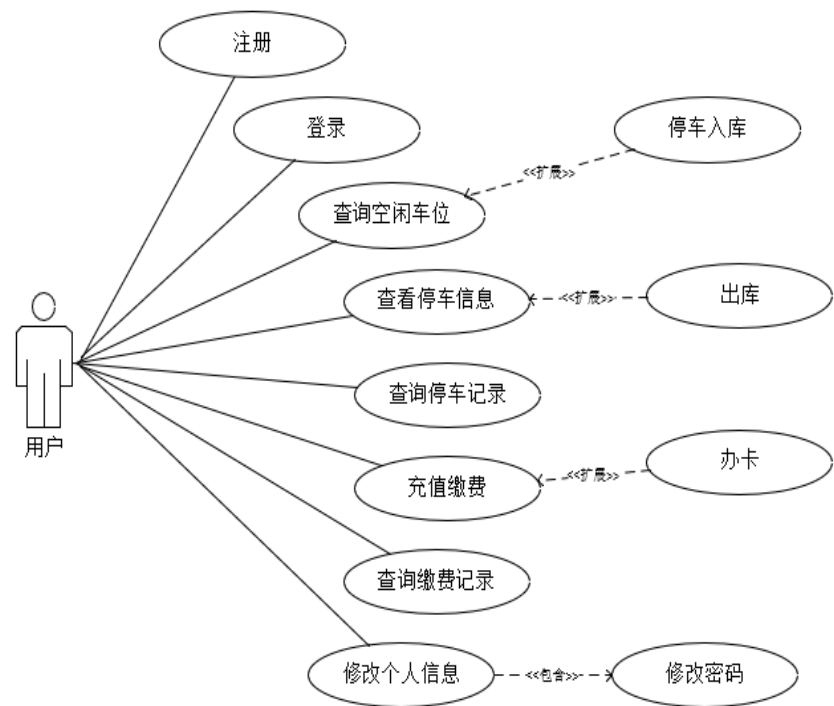 注册
登录
停车入库
<<扩展>>
查询空闲车位
查看停车信息
<<扩展>>
出库
查询停车记录
用户
充值缴费
<<扩展>>
办卡
查询缴费记录
修改个人信息
<<包含>>
修改密码